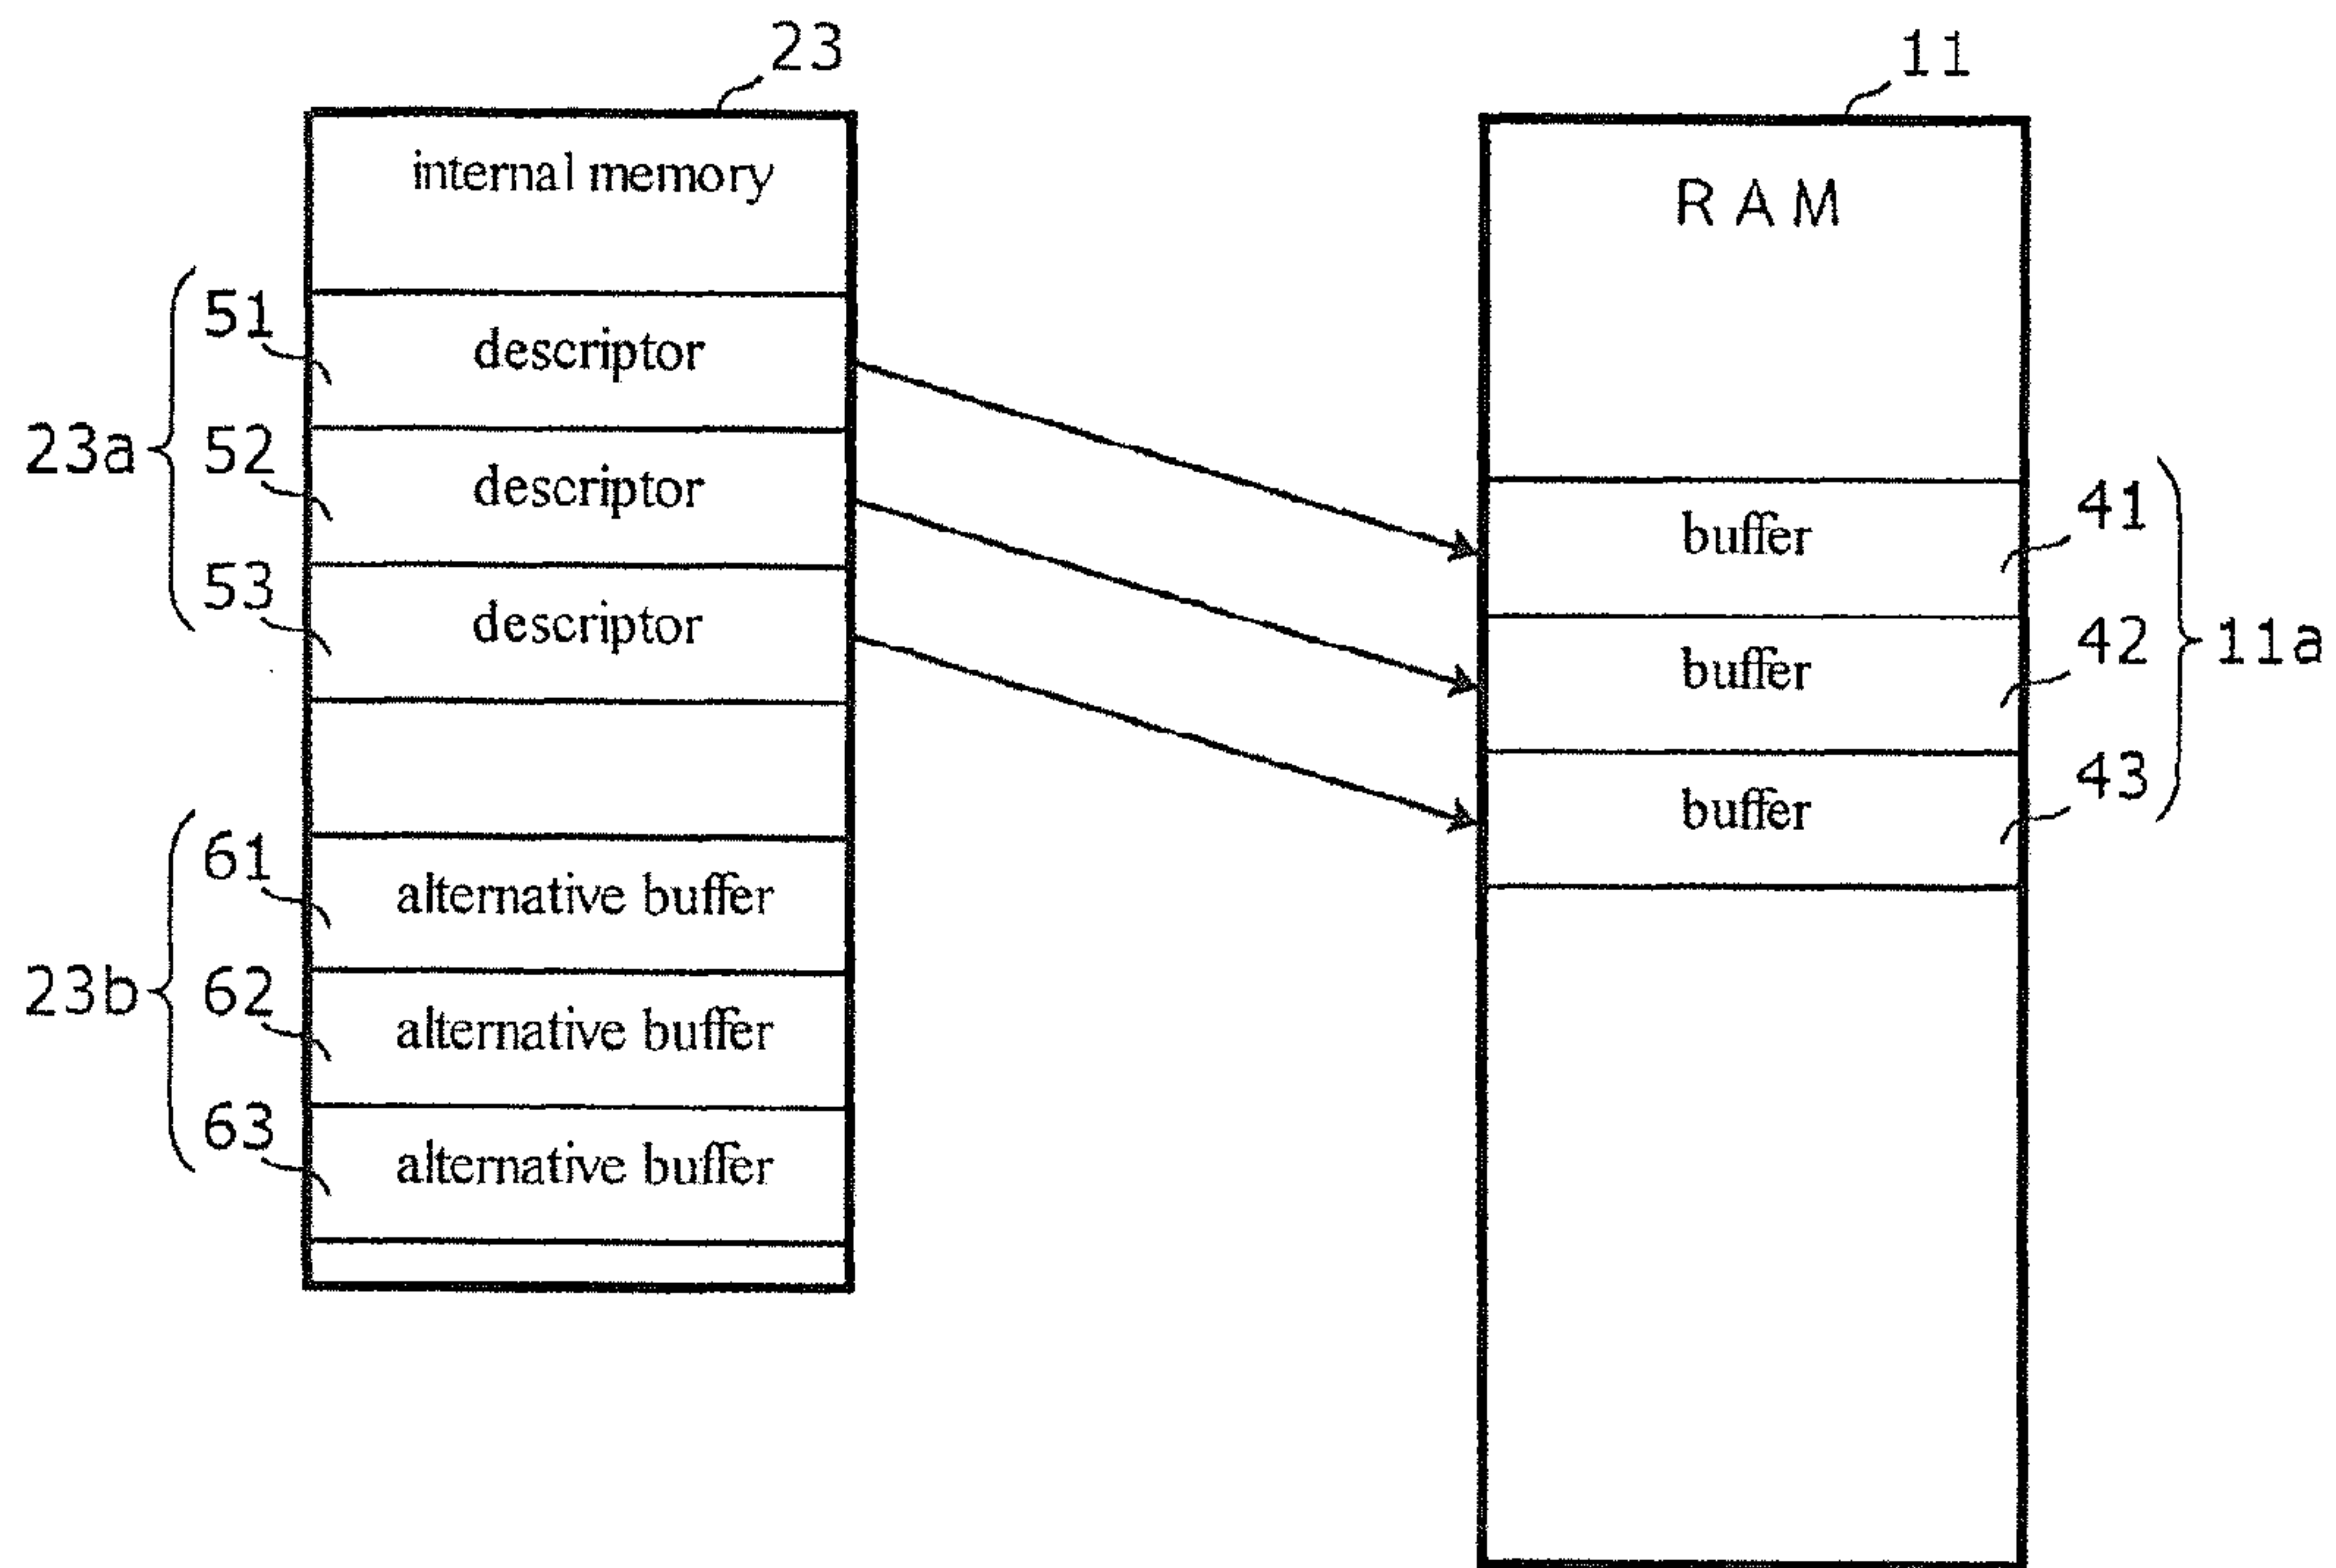 23
internal memory
23a
51
descriptor
52
descriptor
53
descriptor
23b
61
alternative buffer
62
alternative buffer
63
alternative buffer
11
RAM
buffer
41
buffer
42
buffer
43
11a